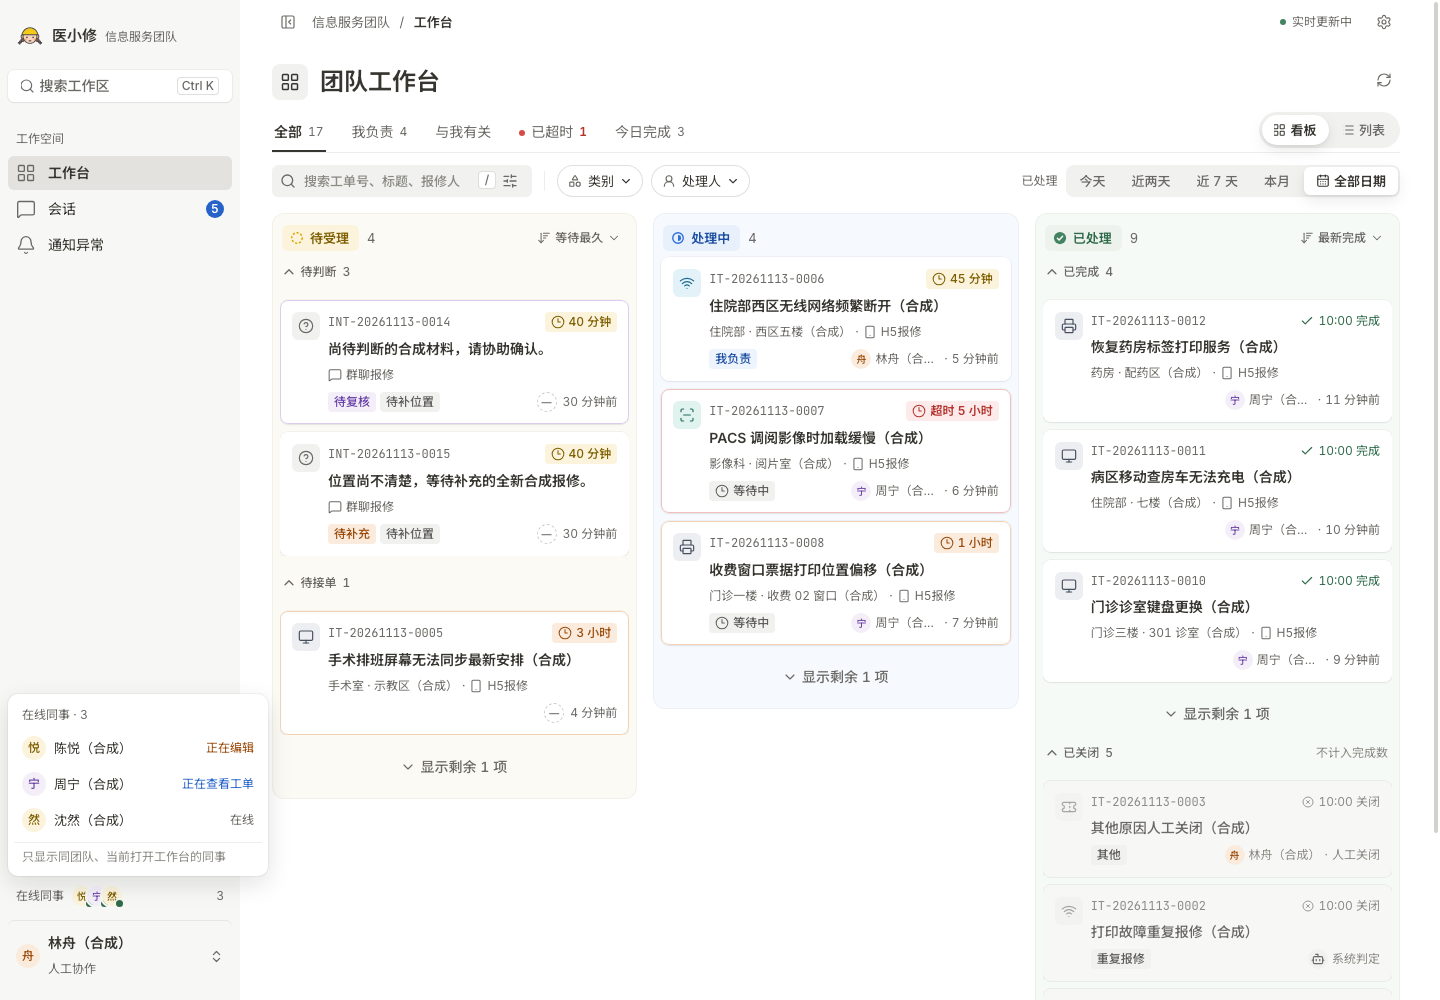 医小修 信息服务团队
搜索工作区 Ctrl K
工作空间
工作台
会话 5
通知异常
在线同事 · 3
悦 陈悦（合成） 正在编辑
宁 周宁（合成） 正在查看工单
然 沈然（合成） 在线
只显示同团队、当前打开工作台的同事
在线同事 悦 宁 然 3
舟 林舟（合成）
人工协作
信息服务团队 / 工作台
实时更新中
团队工作台
全部 17 我负责 4 与我有关 已超时 1 今日完成 3
看板 列表
搜索工单号、标题、报修人 / 类别 处理人
已处理 今天 近两天 近 7 天 本月 全部日期
待受理 4 等待最久
待判断 3
INT-20261113-0014 40 分钟
尚待判断的合成材料，请协助确认。
群聊报修
待复核 待补位置 30 分钟前
INT-20261113-0015 40 分钟
位置尚不清楚，等待补充的全新合成报修。
群聊报修
待补充 待补位置 30 分钟前
待接单 1
IT-20261113-0005 3 小时
手术排班屏幕无法同步最新安排（合成）
手术室 · 示教区（合成） · H5报修
4 分钟前
显示剩余 1 项
处理中 4
IT-20261113-0006 45 分钟
住院部西区无线网络频繁断开（合成）
住院部 · 西区五楼（合成） · H5报修
我负责 舟 林舟（合... · 5 分钟前
IT-20261113-0007 超时 5 小时
PACS 调阅影像时加载缓慢（合成）
影像科 · 阅片室（合成） · H5报修
等待中 宁 周宁（合... · 6 分钟前
IT-20261113-0008 1 小时
收费窗口票据打印位置偏移（合成）
门诊一楼 · 收费 02 窗口（合成） · H5报修
等待中 宁 周宁（合... · 7 分钟前
显示剩余 1 项
已处理 9 最新完成
已完成 4
IT-20261113-0012 10:00 完成
恢复药房标签打印服务（合成）
药房 · 配药区（合成） · H5报修
宁 周宁（合... · 11 分钟前
IT-20261113-0011 10:00 完成
病区移动查房车无法充电（合成）
住院部 · 七楼（合成） · H5报修
宁 周宁（合... · 10 分钟前
IT-20261113-0010 10:00 完成
门诊诊室键盘更换（合成）
门诊三楼 · 301 诊室（合成） · H5报修
宁 周宁（合... · 9 分钟前
显示剩余 1 项
已关闭 5 不计入完成数
IT-20261113-0003 10:00 关闭
其他原因人工关闭（合成）
其他 舟 林舟（合成） · 人工关闭
IT-20261113-0002 10:00 关闭
打印故障重复报修（合成）
重复报修 系统判定